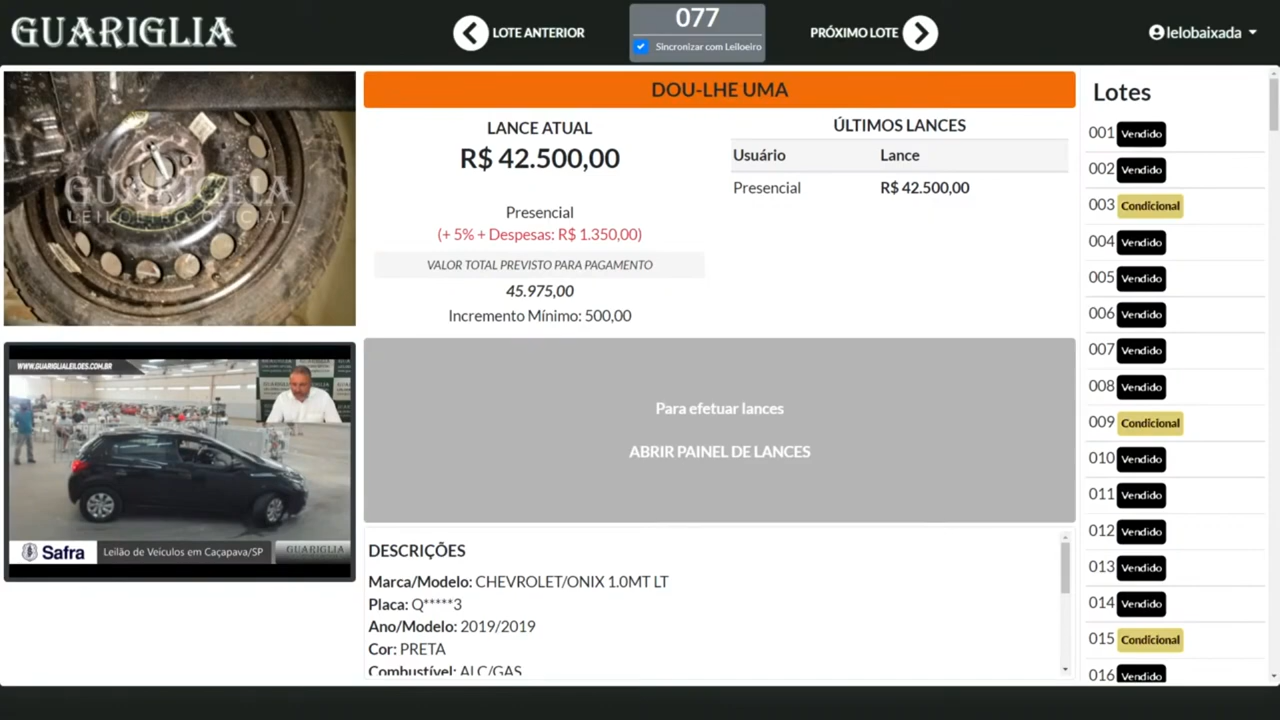 GUARIGLIA
LOTE ANTERIOR
077
Sincronizar com Leiloeiro
PRÓXIMO LOTE
lelobaixada
GUARIGLIA
LEILOEIRO OFICIAL
WWW.GUARIGLIALEILOES.COM.BR
Safra
Leilão de Veículos em Caçapava/SP
GUARIGLIA
DOU-LHE UMA
LANCE ATUAL
R$ 42.500,00
Presencial
(+ 5% + Despesas: R$ 1.350,00)
VALOR TOTAL PREVISTO PARA PAGAMENTO
45.975,00
Incremento Mínimo: 500,00
ÚLTIMOS LANCES
Usuário Lance
Presencial R$ 42.500,00
Para efetuar lances
ABRIR PAINEL DE LANCES
DESCRIÇÕES
Marca/Modelo: CHEVROLET/ONIX 1.0MT LT
Placa: Q*****3
Ano/Modelo: 2019/2019
Cor: PRETA
Combustível: ALC/GAS
Lotes
001 Vendido
002 Vendido
003 Condicional
004 Vendido
005 Vendido
006 Vendido
007 Vendido
008 Vendido
009 Condicional
010 Vendido
011 Vendido
012 Vendido
013 Vendido
014 Vendido
015 Condicional
016 Vendido